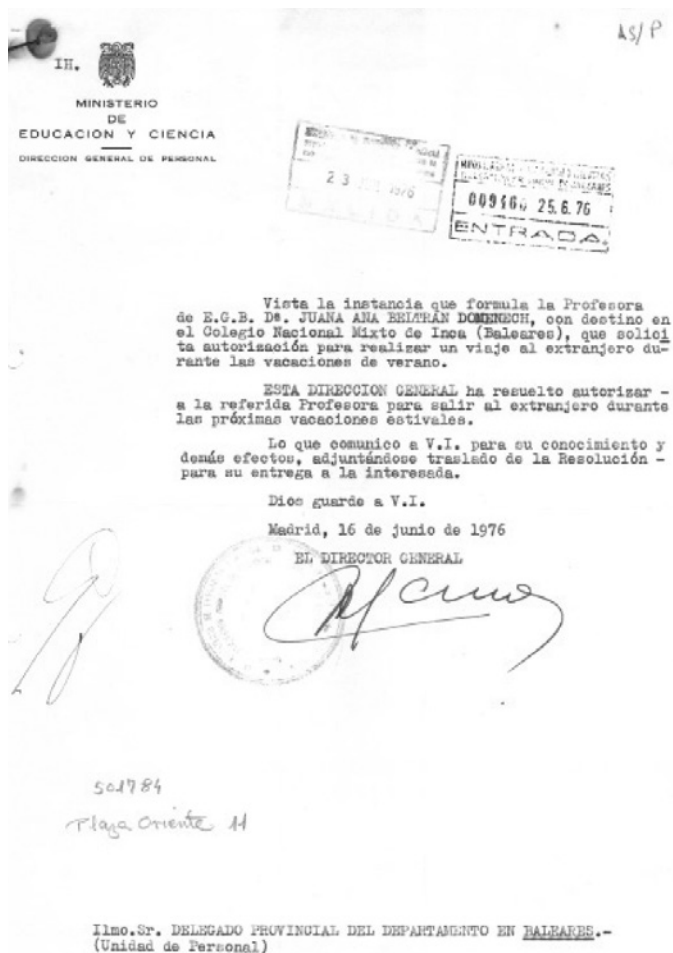 AS/P
IH.
MINISTERIO
DE
EDUCACION Y CIENCIA
DIRECCION GENERAL DE PERSONAL
23 JUN 1976
SALIDA
25.6.76
ENTRADA
Vista la instancia que formula la Profesora
de E.G.B. Dª. JUANA ANA BELTRÁN DOMENECH, con destino en
el Colegio Nacional Mixto de Inca (Baleares), que solici
ta autorización para realizar un viaje al extranjero du-
rante las vacaciones de verano.
ESTA DIRECCION GENERAL ha resuelto autorizar -
a la referida Profesora para salir al extranjero durante
las próximas vacaciones estivales.
Lo que comunico a V.I. para su conocimiento y
demás efectos, adjuntándose traslado de la Resolución -
para su entrega a la interesada.
Dios guarde a V.I.
Madrid, 16 de junio de 1976
EL DIRECTOR GENERAL
501784
Plaza Oriente 11
Ilmo.Sr. DELEGADO PROVINCIAL DEL DEPARTAMENTO EN BALEARES.-
(Unidad de Personal)